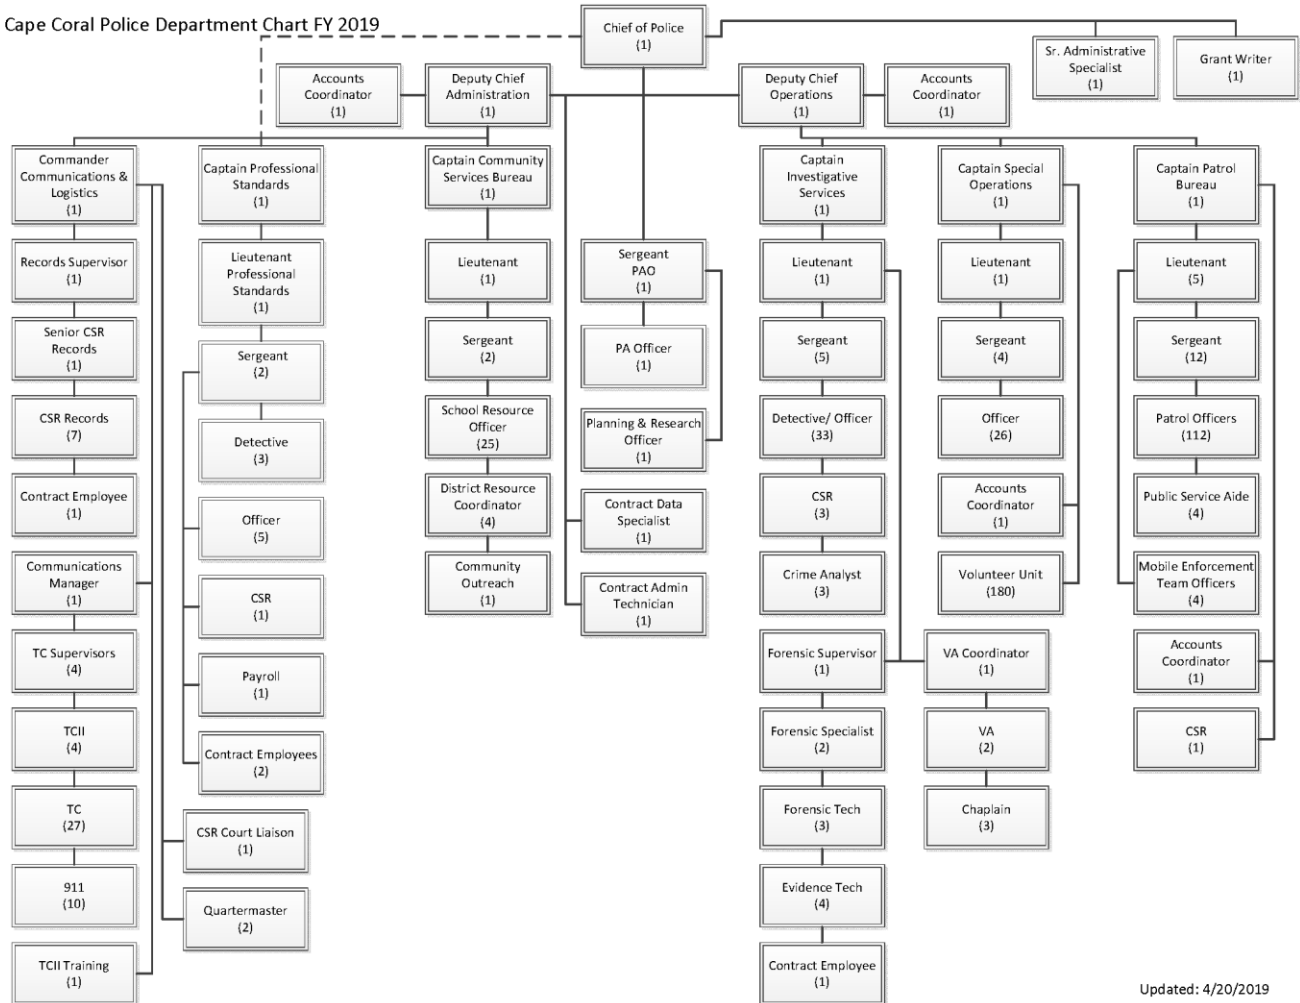 Cape Coral Police Department Chart FY 2019
Chief of Police
(1)
Sr. Administrative
Specialist
(1)
Grant Writer
(1)
Accounts
Coordinator
(1)
Deputy Chief
Administration
(1)
Deputy Chief
Operations
(1)
Accounts
Coordinator
(1)
Commander
Communications &
Logistics
(1)
Records Supervisor
(1)
Senior CSR
Records
(1)
CSR Records
(7)
Contract Employee
(1)
Communications
Manager
(1)
TC Supervisors
(4)
TCII
(4)
TC
(27)
911
(10)
TCII Training
(1)
Captain Professional
Standards
(1)
Lieutenant
Professional
Standards
(1)
Sergeant
(2)
Detective
(3)
Officer
(5)
CSR
(1)
Payroll
(1)
Contract Employees
(2)
CSR Court Liaison
(1)
Quartermaster
(2)
Captain Community
Services Bureau
(1)
Lieutenant
(1)
Sergeant
(2)
School Resource
Officer
(25)
District Resource
Coordinator
(4)
Community
Outreach
(1)
Sergeant
PAO
(1)
PA Officer
(1)
Planning & Research
Officer
(1)
Contract Data
Specialist
(1)
Contract Admin
Technician
(1)
Captain
Investigative
Services
(1)
Lieutenant
(1)
Sergeant
(5)
Detective/ Officer
(33)
CSR
(3)
Crime Analyst
(3)
Forensic Supervisor
(1)
Forensic Specialist
(2)
Forensic Tech
(3)
Evidence Tech
(4)
Contract Employee
(1)
Captain Special
Operations
(1)
Lieutenant
(1)
Sergeant
(4)
Officer
(26)
Accounts
Coordinator
(1)
Volunteer Unit
(180)
VA Coordinator
(1)
VA
(2)
Chaplain
(3)
Captain Patrol
Bureau
(1)
Lieutenant
(5)
Sergeant
(12)
Patrol Officers
(112)
Public Service Aide
(4)
Mobile Enforcement
Team Officers
(4)
Accounts
Coordinator
(1)
CSR
(1)
Updated: 4/20/2019